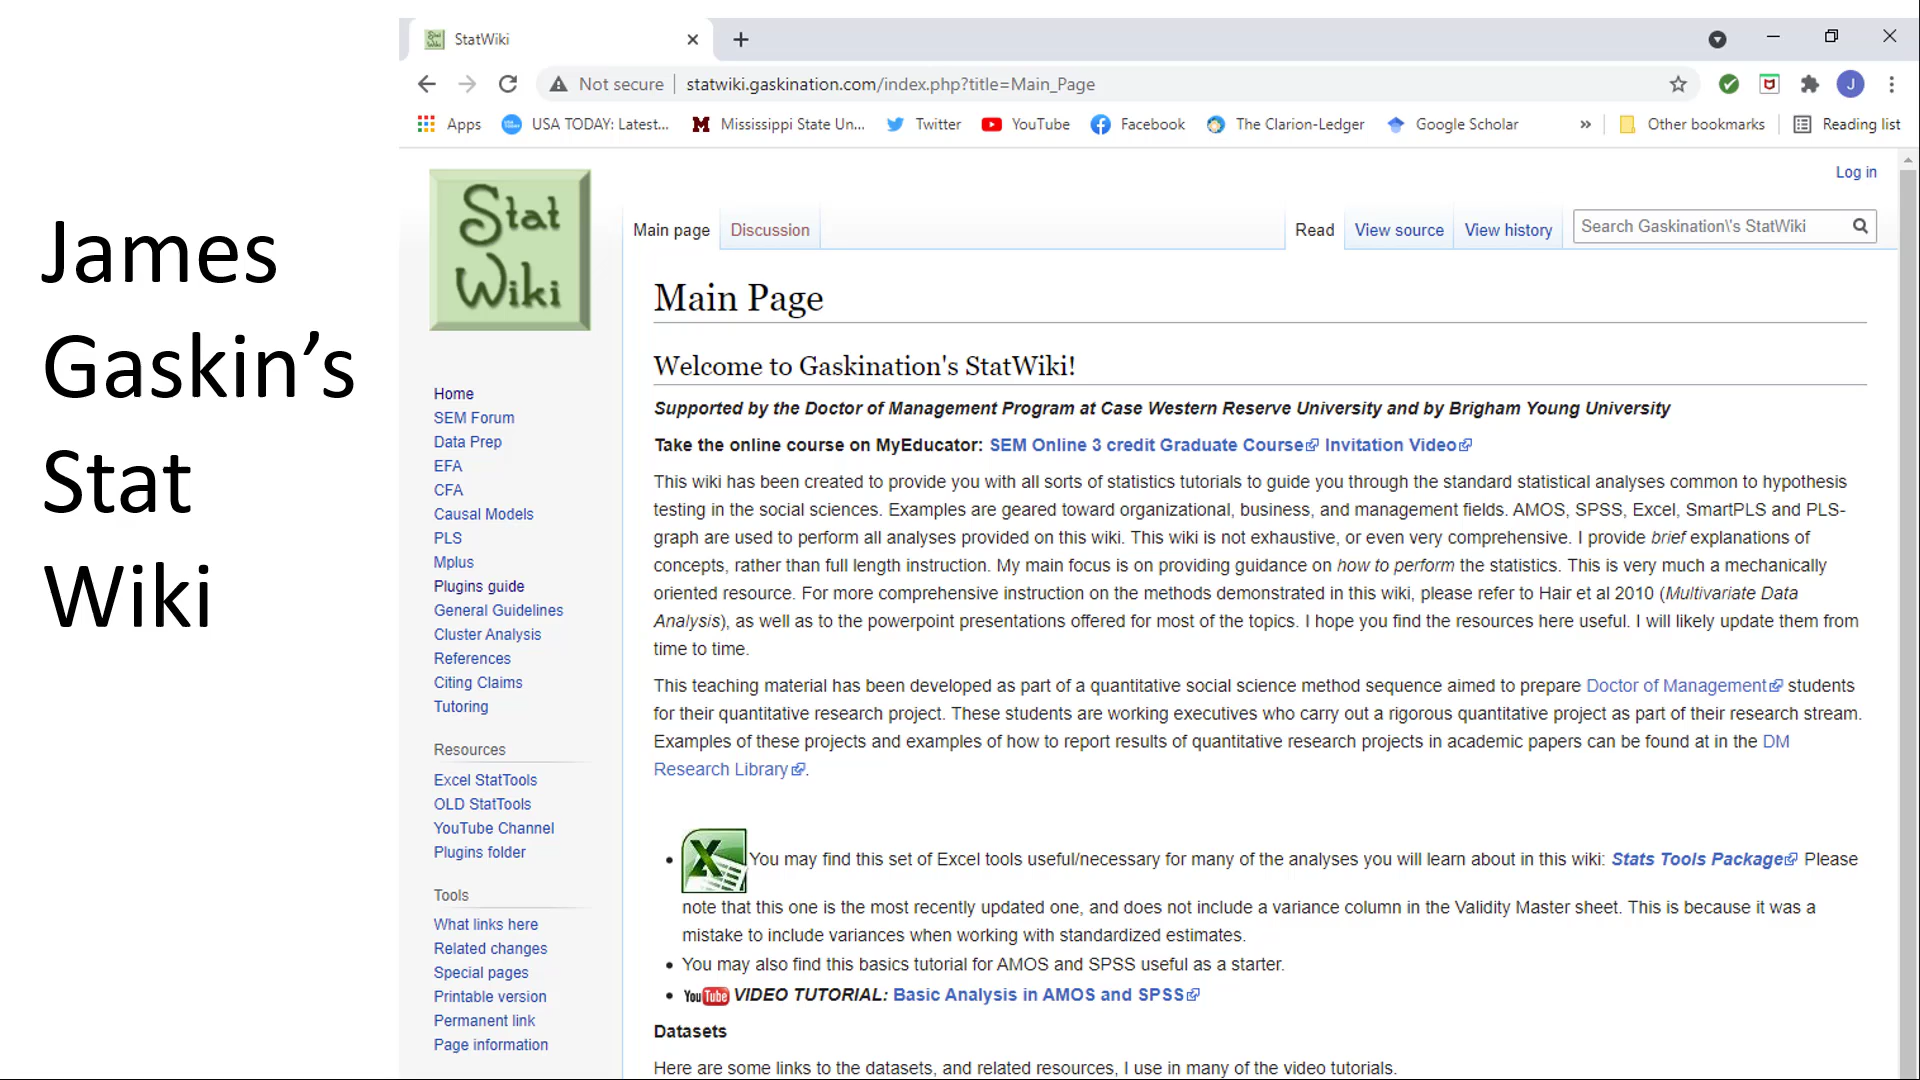 James
Gaskin’s
Stat
Wiki
StatWiki
Not secure
statwiki.gaskination.com/index.php?title=Main_Page
J
Apps
USA TODAY: Latest...
Mississippi State Un...
Twitter
YouTube
Facebook
The Clarion-Ledger
Google Scholar
»
Other bookmarks
Reading list
Log in
Stat
Wiki
Main page
Discussion
Read
View source
View history
Search Gaskination\'s StatWiki
Home
SEM Forum
Data Prep
EFA
CFA
Causal Models
PLS
Mplus
Plugins guide
General Guidelines
Cluster Analysis
References
Citing Claims
Tutoring
Resources
Excel StatTools
OLD StatTools
YouTube Channel
Plugins folder
Tools
What links here
Related changes
Special pages
Printable version
Permanent link
Page information
Main Page
Welcome to Gaskination's StatWiki!
Supported by the Doctor of Management Program at Case Western Reserve University and by Brigham Young University
Take the online course on MyEducator: SEM Online 3 credit Graduate Course Invitation Video
This wiki has been created to provide you with all sorts of statistics tutorials to guide you through the standard statistical analyses common to hypothesis
testing in the social sciences. Examples are geared toward organizational, business, and management fields. AMOS, SPSS, Excel, SmartPLS and PLS-
graph are used to perform all analyses provided on this wiki. This wiki is not exhaustive, or even very comprehensive. I provide brief explanations of
concepts, rather than full length instruction. My main focus is on providing guidance on how to perform the statistics. This is very much a mechanically
oriented resource. For more comprehensive instruction on the methods demonstrated in this wiki, please refer to Hair et al 2010 (Multivariate Data
Analysis), as well as to the powerpoint presentations offered for most of the topics. I hope you find the resources here useful. I will likely update them from
time to time.
This teaching material has been developed as part of a quantitative social science method sequence aimed to prepare Doctor of Management students
for their quantitative research project. These students are working executives who carry out a rigorous quantitative project as part of their research stream.
Examples of these projects and examples of how to report results of quantitative research projects in academic papers can be found at in the DM
Research Library.
• You may find this set of Excel tools useful/necessary for many of the analyses you will learn about in this wiki: Stats Tools Package Please
note that this one is the most recently updated one, and does not include a variance column in the Validity Master sheet. This is because it was a
mistake to include variances when working with standardized estimates.
• You may also find this basics tutorial for AMOS and SPSS useful as a starter.
• YouTube VIDEO TUTORIAL: Basic Analysis in AMOS and SPSS
Datasets
Here are some links to the datasets, and related resources, I use in many of the video tutorials.